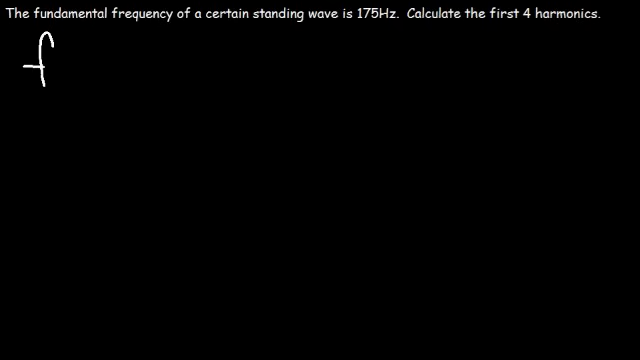 The fundamental frequency of a certain standing wave is 175Hz. Calculate the first 4 harmonics.
f